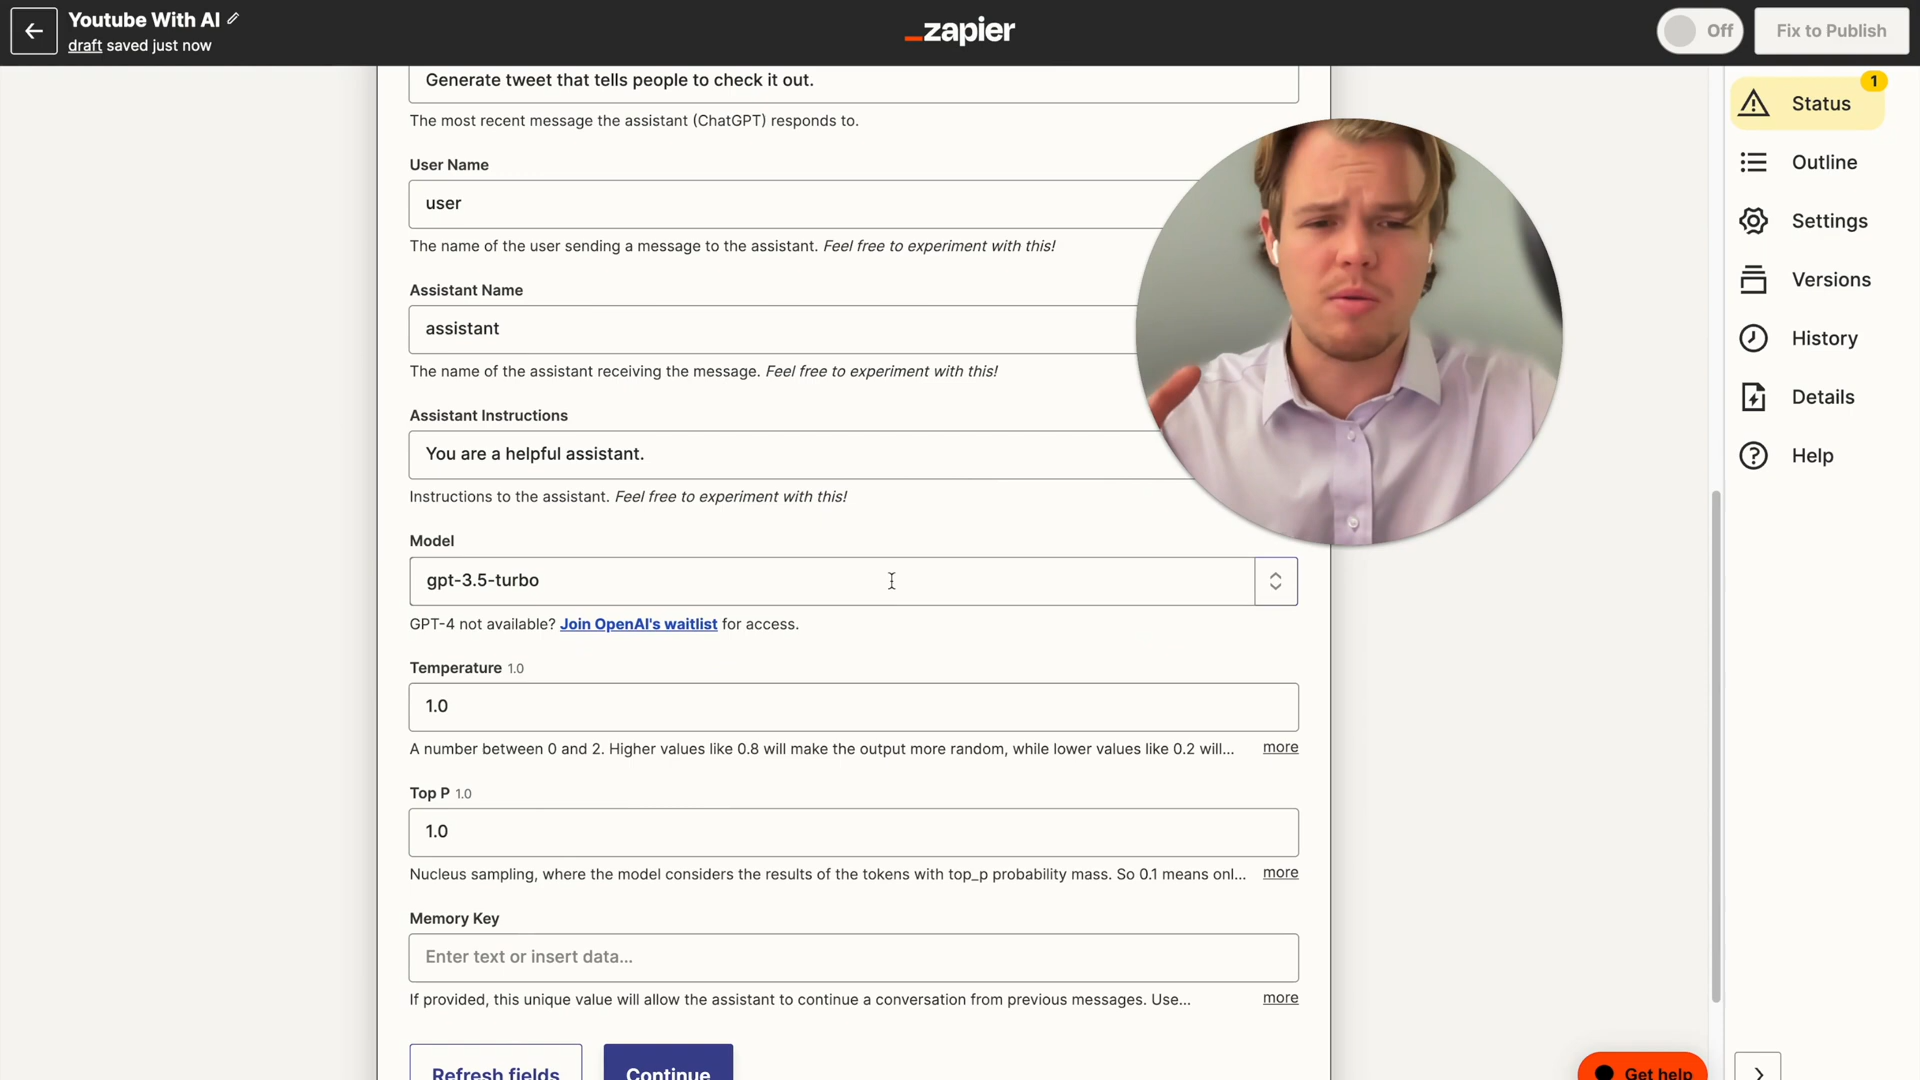 Youtube With AI
draft saved just now
zapier
Off
Fix to Publish
Generate tweet that tells people to check it out.
The most recent message the assistant (ChatGPT) responds to.
User Name
user
The name of the user sending a message to the assistant. Feel free to experiment with this!
Assistant Name
assistant
The name of the assistant receiving the message. Feel free to experiment with this!
Assistant Instructions
You are a helpful assistant.
Instructions to the assistant. Feel free to experiment with this!
Model
gpt-3.5-turbo
GPT-4 not available? Join OpenAI's waitlist for access.
Temperature 1.0
1.0
A number between 0 and 2. Higher values like 0.8 will make the output more random, while lower values like 0.2 will... more
Top P 1.0
1.0
Nucleus sampling, where the model considers the results of the tokens with top_p probability mass. So 0.1 means onl... more
Memory Key
Enter text or insert data...
If provided, this unique value will allow the assistant to continue a conversation from previous messages. Use... more
Refresh fields
Continue
1
Status
Outline
Settings
Versions
History
Details
Help
Get help